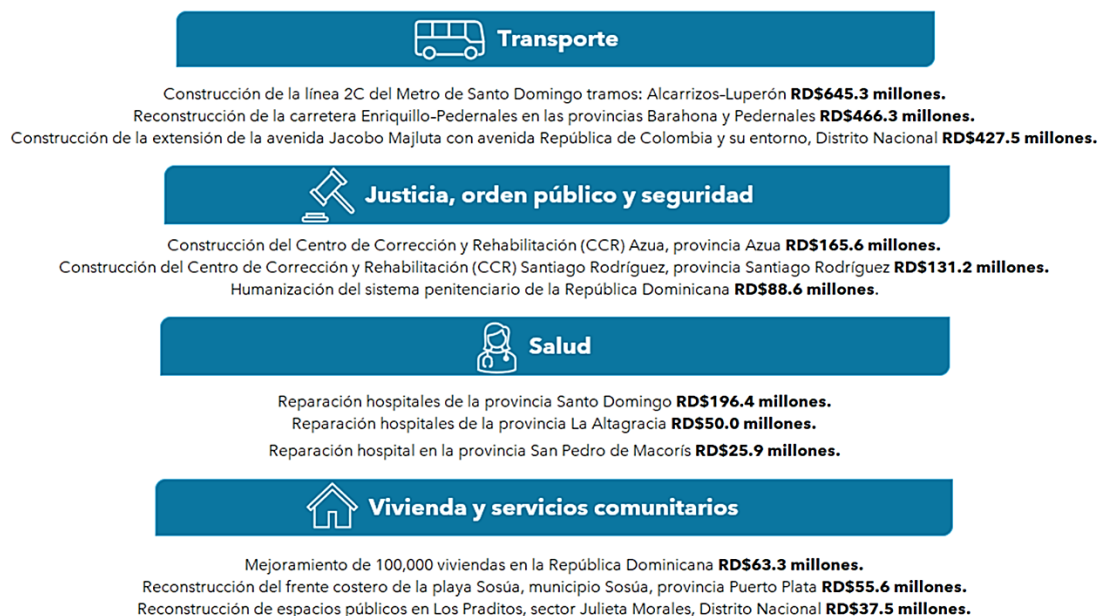 Transporte
Construcción de la línea 2C del Metro de Santo Domingo tramos: Alcarrizos-Luperón RD$645.3 millones.
Reconstrucción de la carretera Enriquillo-Pedernales en las provincias Barahona y Pedernales RD$466.3 millones.
Construcción de la extensión de la avenida Jacobo Majluta con avenida República de Colombia y su entorno, Distrito Nacional RD$427.5 millones.
Justicia, orden público y seguridad
Construcción del Centro de Corrección y Rehabilitación (CCR) Azua, provincia Azua RD$165.6 millones.
Construcción del Centro de Corrección y Rehabilitación (CCR) Santiago Rodríguez, provincia Santiago Rodríguez RD$131.2 millones.
Humanización del sistema penitenciario de la República Dominicana RD$88.6 millones.
Salud
Reparación hospitales de la provincia Santo Domingo RD$196.4 millones.
Reparación hospitales de la provincia La Altagracia RD$50.0 millones.
Reparación hospital en la provincia San Pedro de Macorís RD$25.9 millones.
Vivienda y servicios comunitarios
Mejoramiento de 100,000 viviendas en la República Dominicana RD$63.3 millones.
Reconstrucción del frente costero de la playa Sosúa, municipio Sosúa, provincia Puerto Plata RD$55.6 millones.
Reconstrucción de espacios públicos en Los Praditos, sector Julieta Morales, Distrito Nacional RD$37.5 millones.